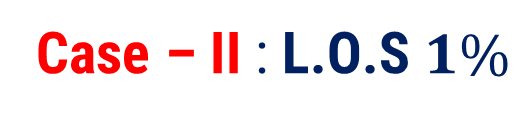 Case – II : L.O.S 1%